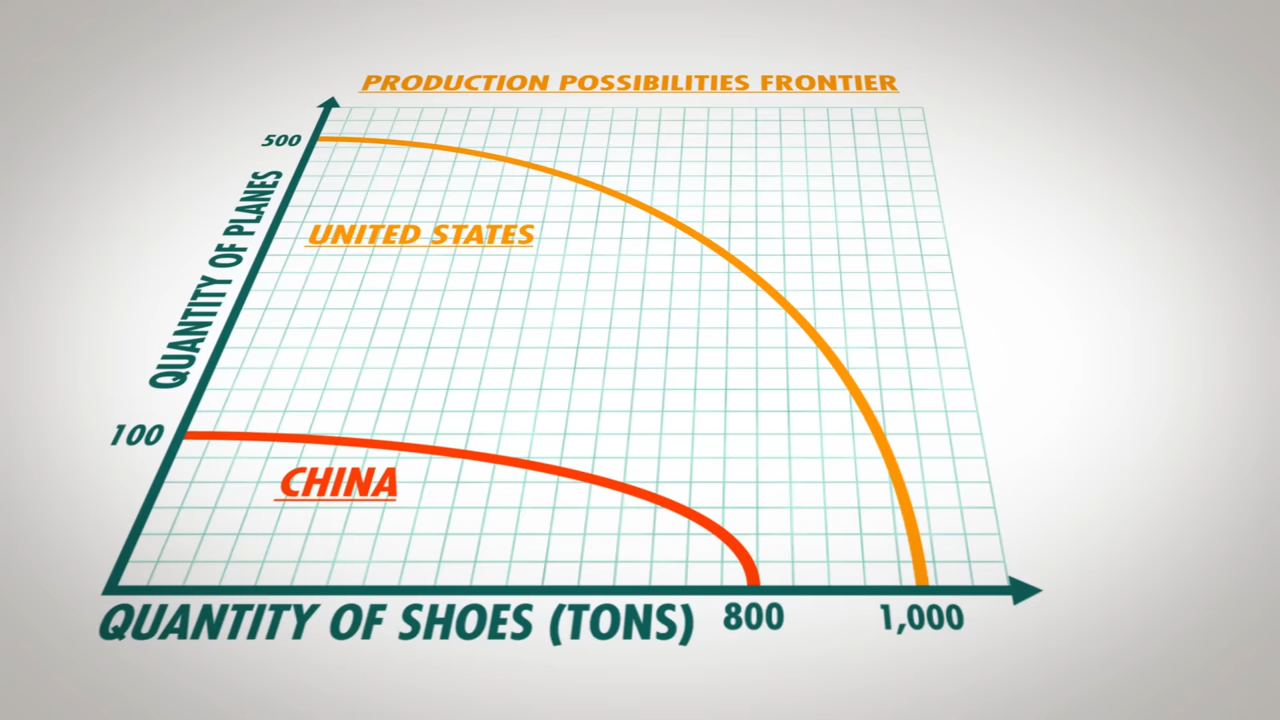 PRODUCTION POSSIBILITIES FRONTIER
500
QUANTITY OF PLANES
UNITED STATES
100
CHINA
QUANTITY OF SHOES (TONS)
800
1,000